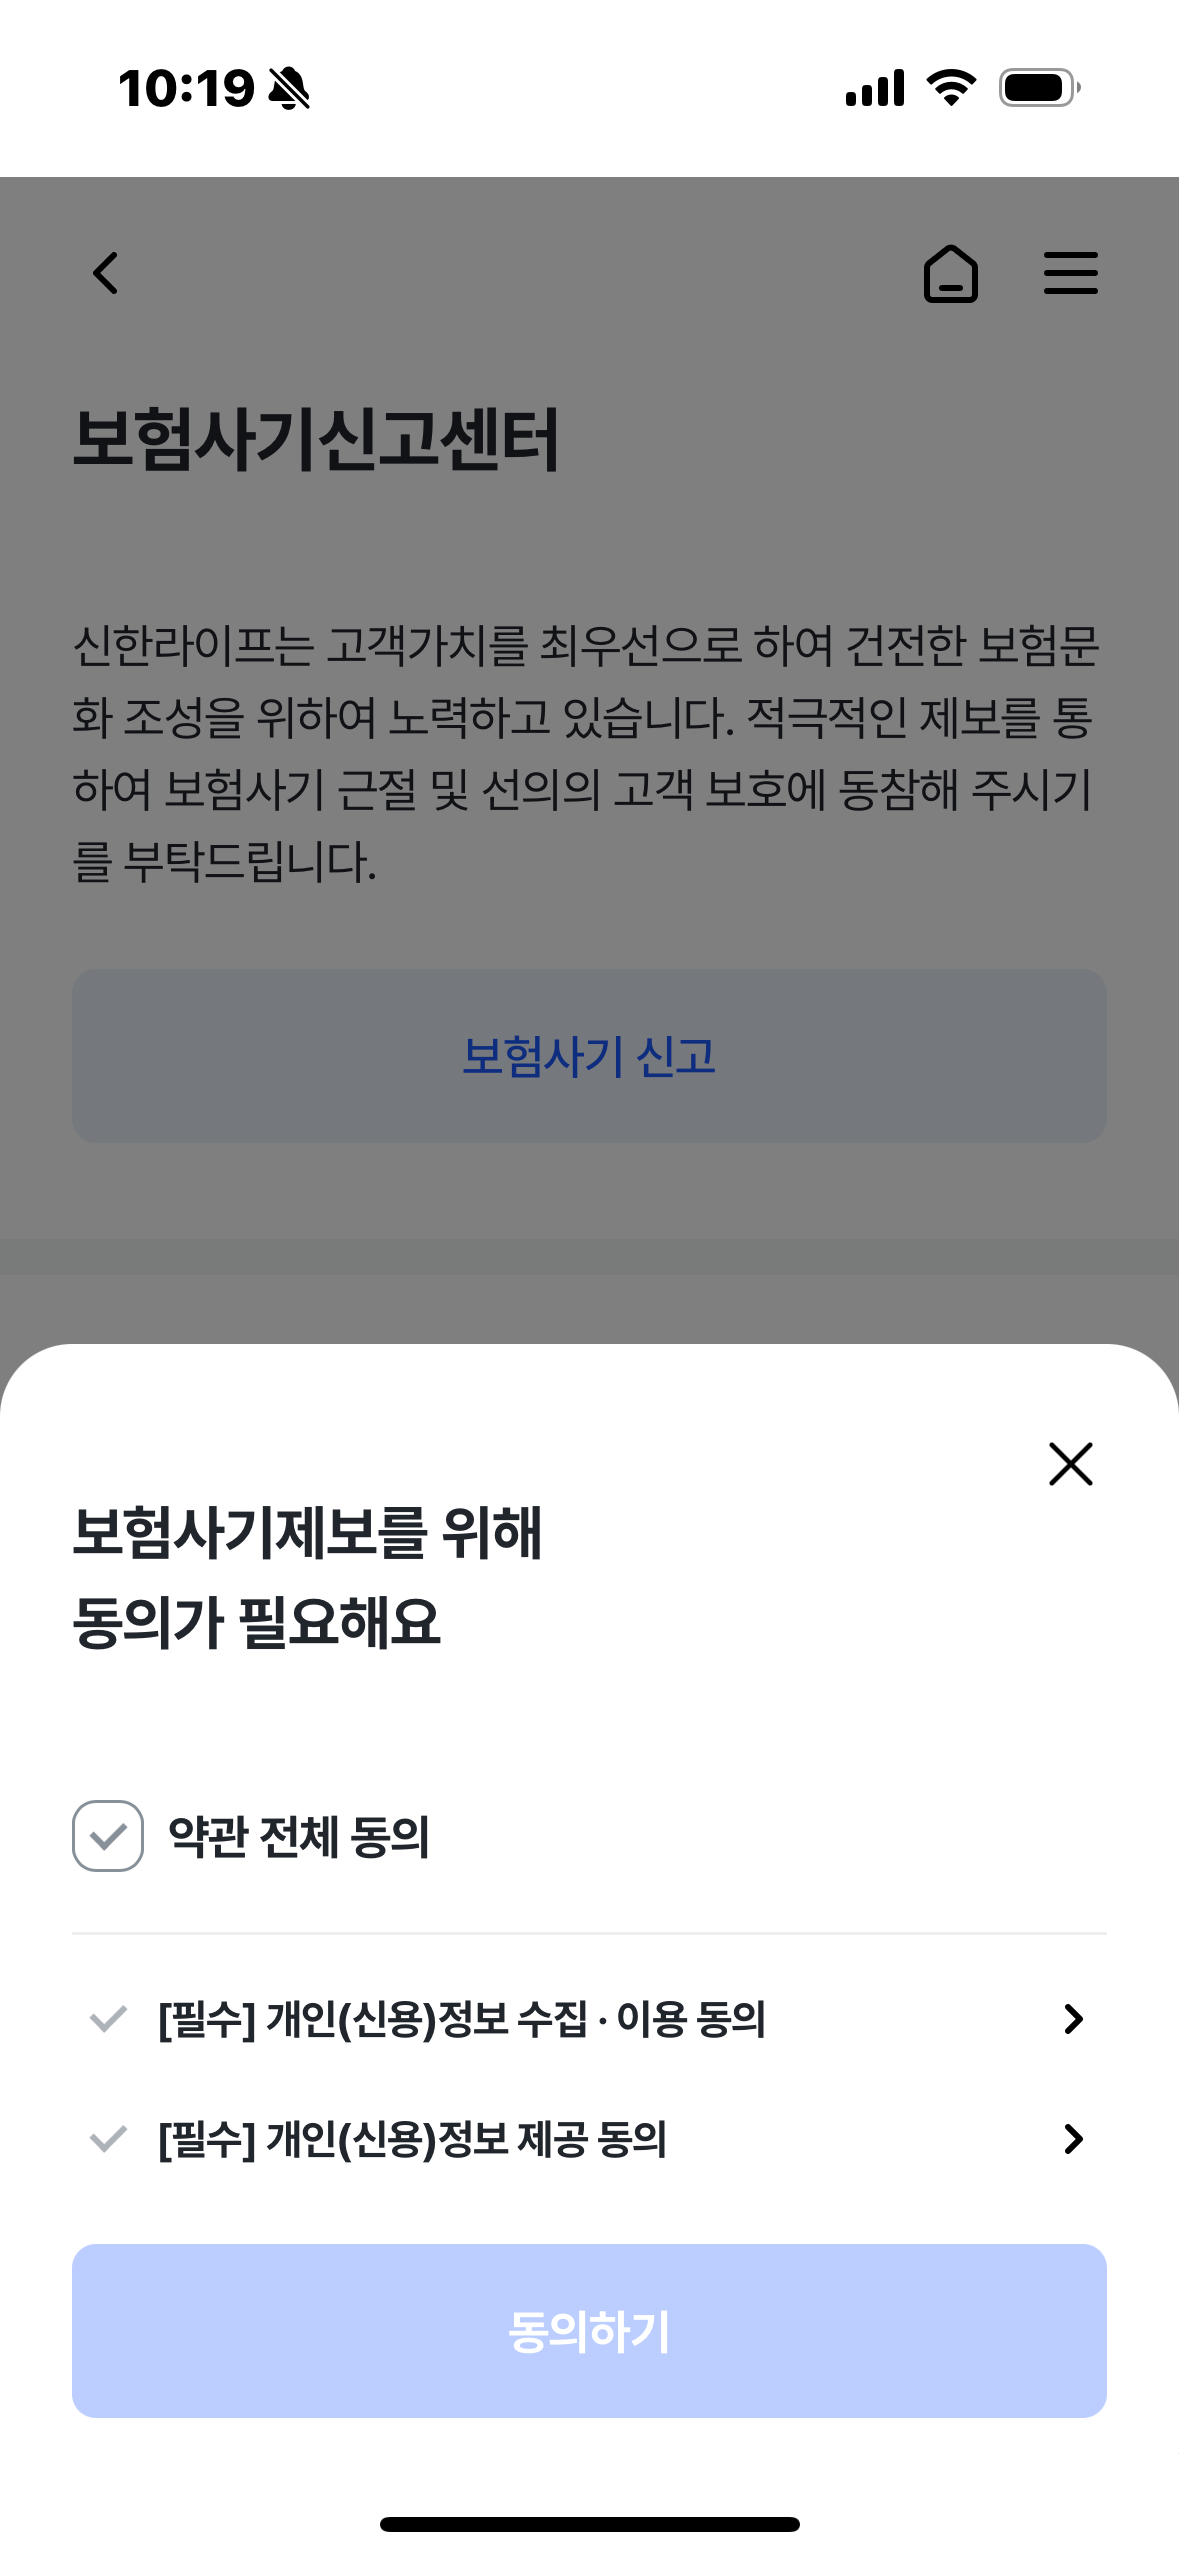 10:19
보험사기신고센터
신한라이프는 고객가치를 최우선으로 하여 건전한 보험문
화 조성을 위하여 노력하고 있습니다. 적극적인 제보를 통
하여 보험사기 근절 및 선의의 고객 보호에 동참해 주시기
를 부탁드립니다.
보험사기 신고
보험사기제보를 위해
동의가 필요해요
약관 전체 동의
[필수] 개인(신용)정보 수집 · 이용 동의
[필수] 개인(신용)정보 제공 동의
동의하기